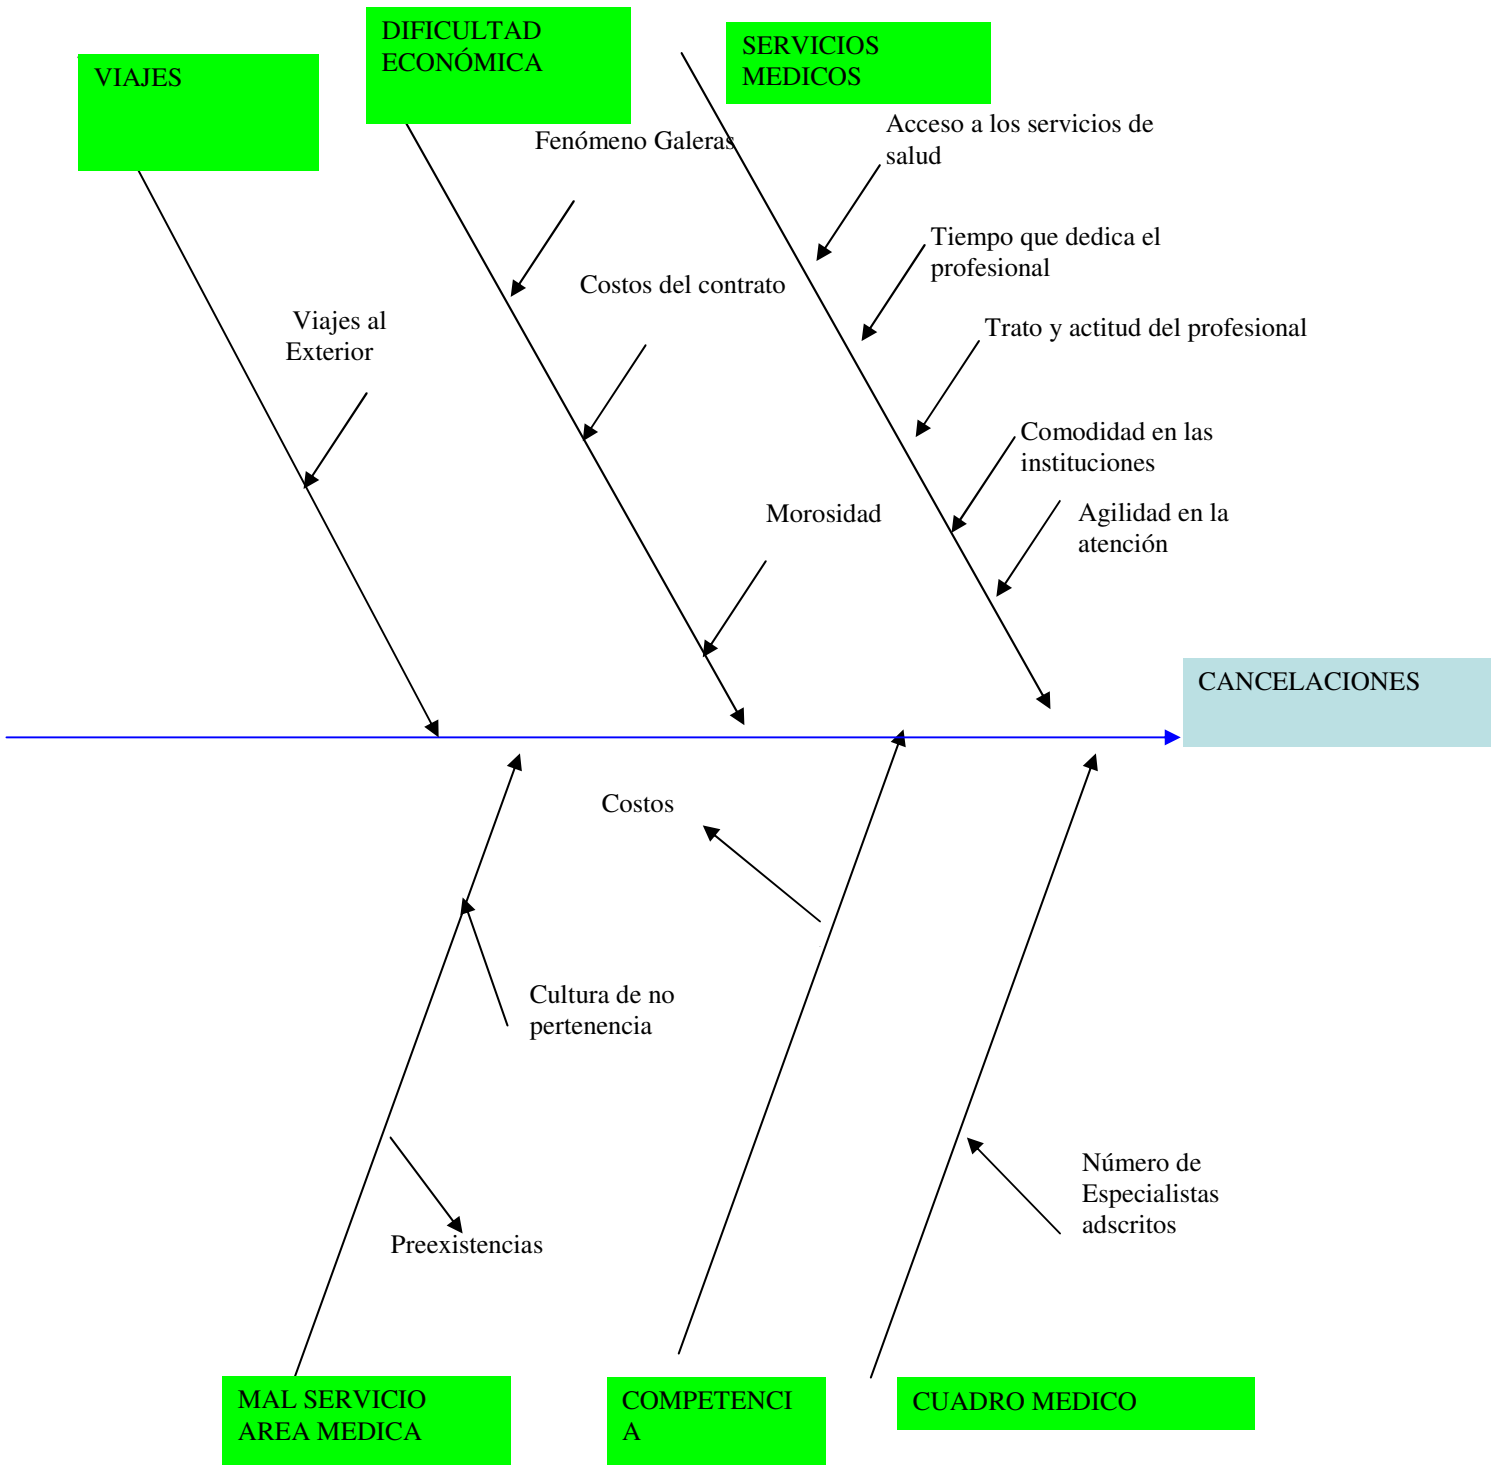 VIAJES
DIFICULTAD
ECONÓMICA
SERVICIOS
MEDICOS
Fenómeno Galeras
Acceso a los servicios de
salud
Tiempo que dedica el
profesional
Costos del contrato
Viajes al
Exterior
Trato y actitud del profesional
Comodidad en las
instituciones
Morosidad
Agilidad en la
atención
CANCELACIONES
Costos
Cultura de no
pertenencia
Número de
Especialistas
adscritos
Preexistencias
MAL SERVICIO
AREA MEDICA
COMPETENCI
A
CUADRO MEDICO